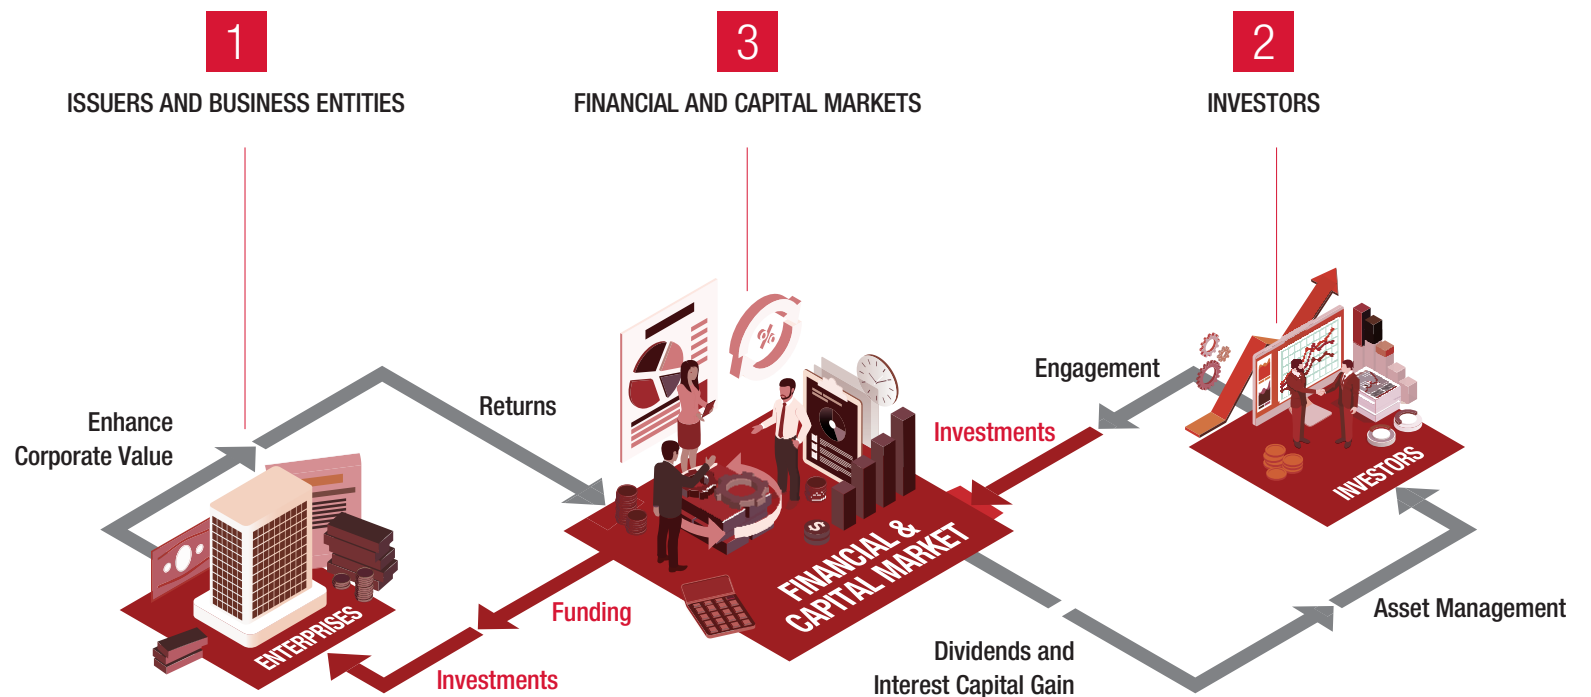 1
ISSUERS AND BUSINESS ENTITIES
3
FINANCIAL AND CAPITAL MARKETS
2
INVESTORS
Enhance
Corporate Value
Returns
Engagement
Investments
INVESTORS
FINANCIAL &
CAPITAL MARKET
ENTERPRISES
Funding
Investments
Dividends and
Interest Capital Gain
Asset Management
%
$